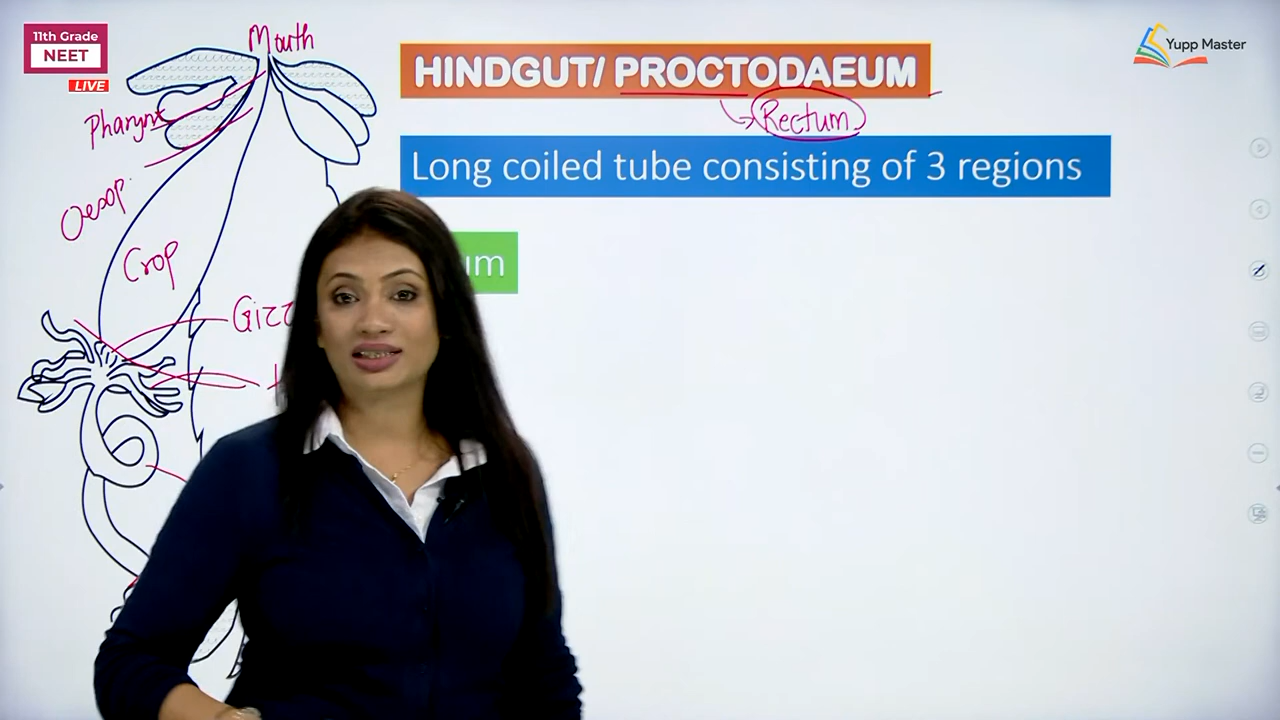 11th Grade
NEET
LIVE
Yupp Master
Mouth
HINDGUT/ PROCTODAEUM
Pharynx
Rectum
Long coiled tube consisting of 3 regions
Oesop.
Crop
Gizz